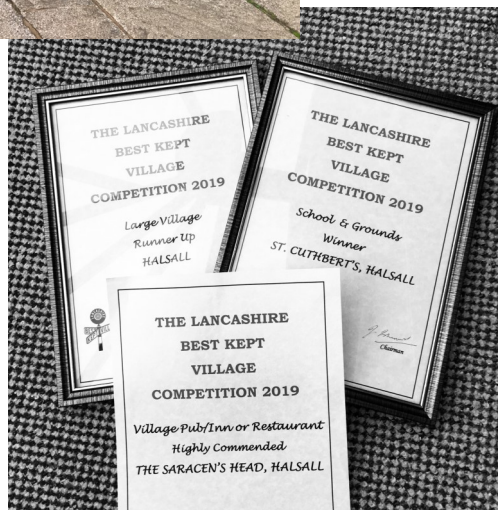 THE LANCASHIRE
BEST KEPT
VILLAGE
COMPETITION 2019
Large Village
Runner Up
HALSALL
THE LANCASHIRE
BEST KEPT
VILLAGE
COMPETITION 2019
School & Grounds
Winner
ST. CUTHBERT'S, HALSALL
Chairman
THE LANCASHIRE
BEST KEPT
VILLAGE
COMPETITION 2019
Village Pub/Inn or Restaurant
Highly Commended
THE SARACEN'S HEAD, HALSALL